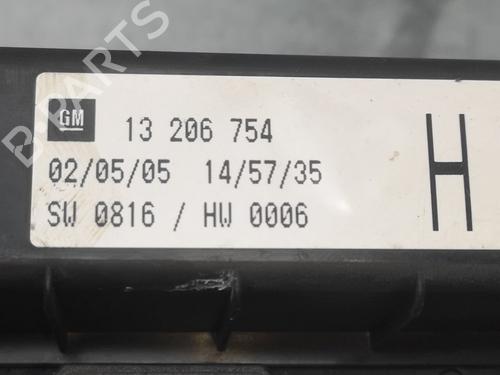 B-PARTS
GM
13 206 754
02/05/05 14/57/35
SW 0816 / HW 0006
H